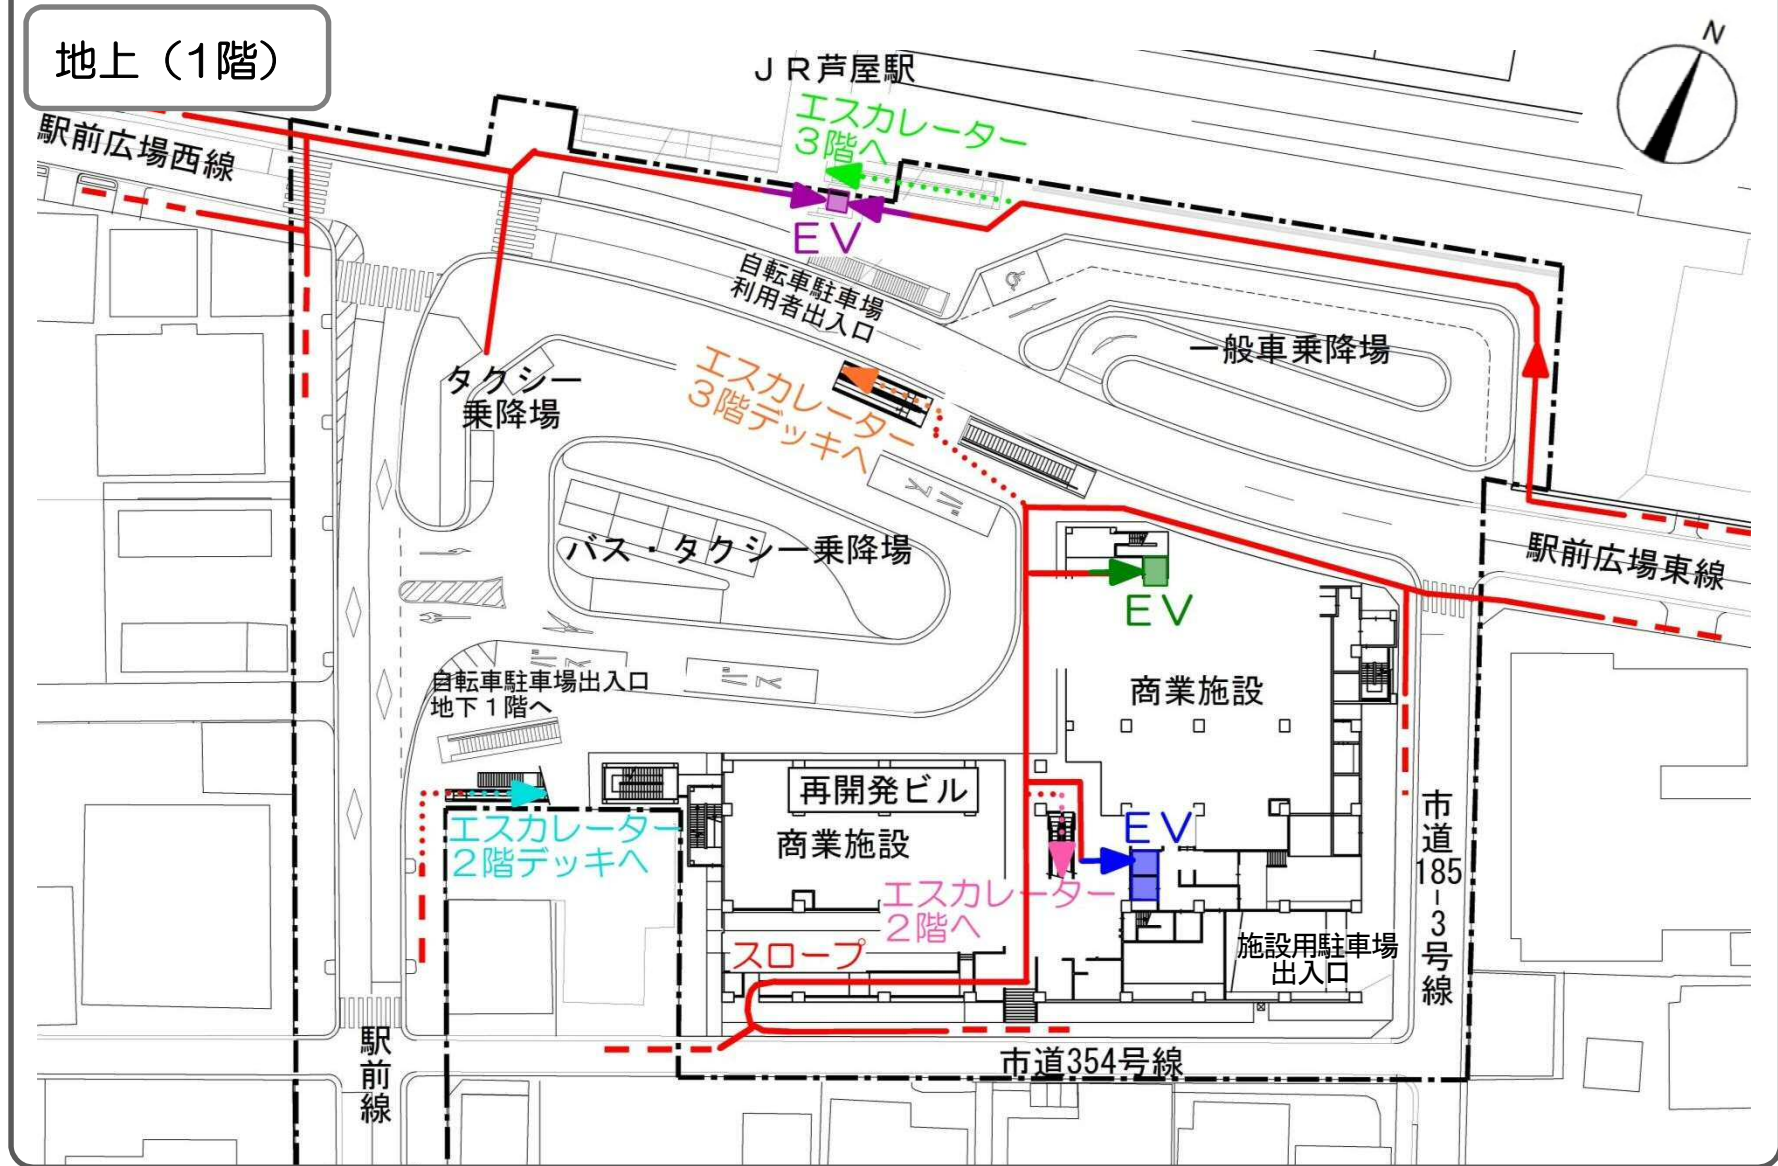 地上（1階）
N
ＪＲ芦屋駅
エスカレーター
３階へ
駅前広場西線
ＥＶ
自転車駐車場
利用者出入口
一般車乗降場
エスカレーター
３階デッキへ
タクシー
乗降場
バス・タクシー乗降場
駅前広場東線
ＥＶ
自転車駐車場出入口
地下１階へ
商業施設
再開発ビル
商業施設
ＥＶ
エスカレーター
２階デッキへ
エスカレーター
２階へ
スロープ
施設用駐車場
出入口
市道185-3号線
市道354号線
駅前線